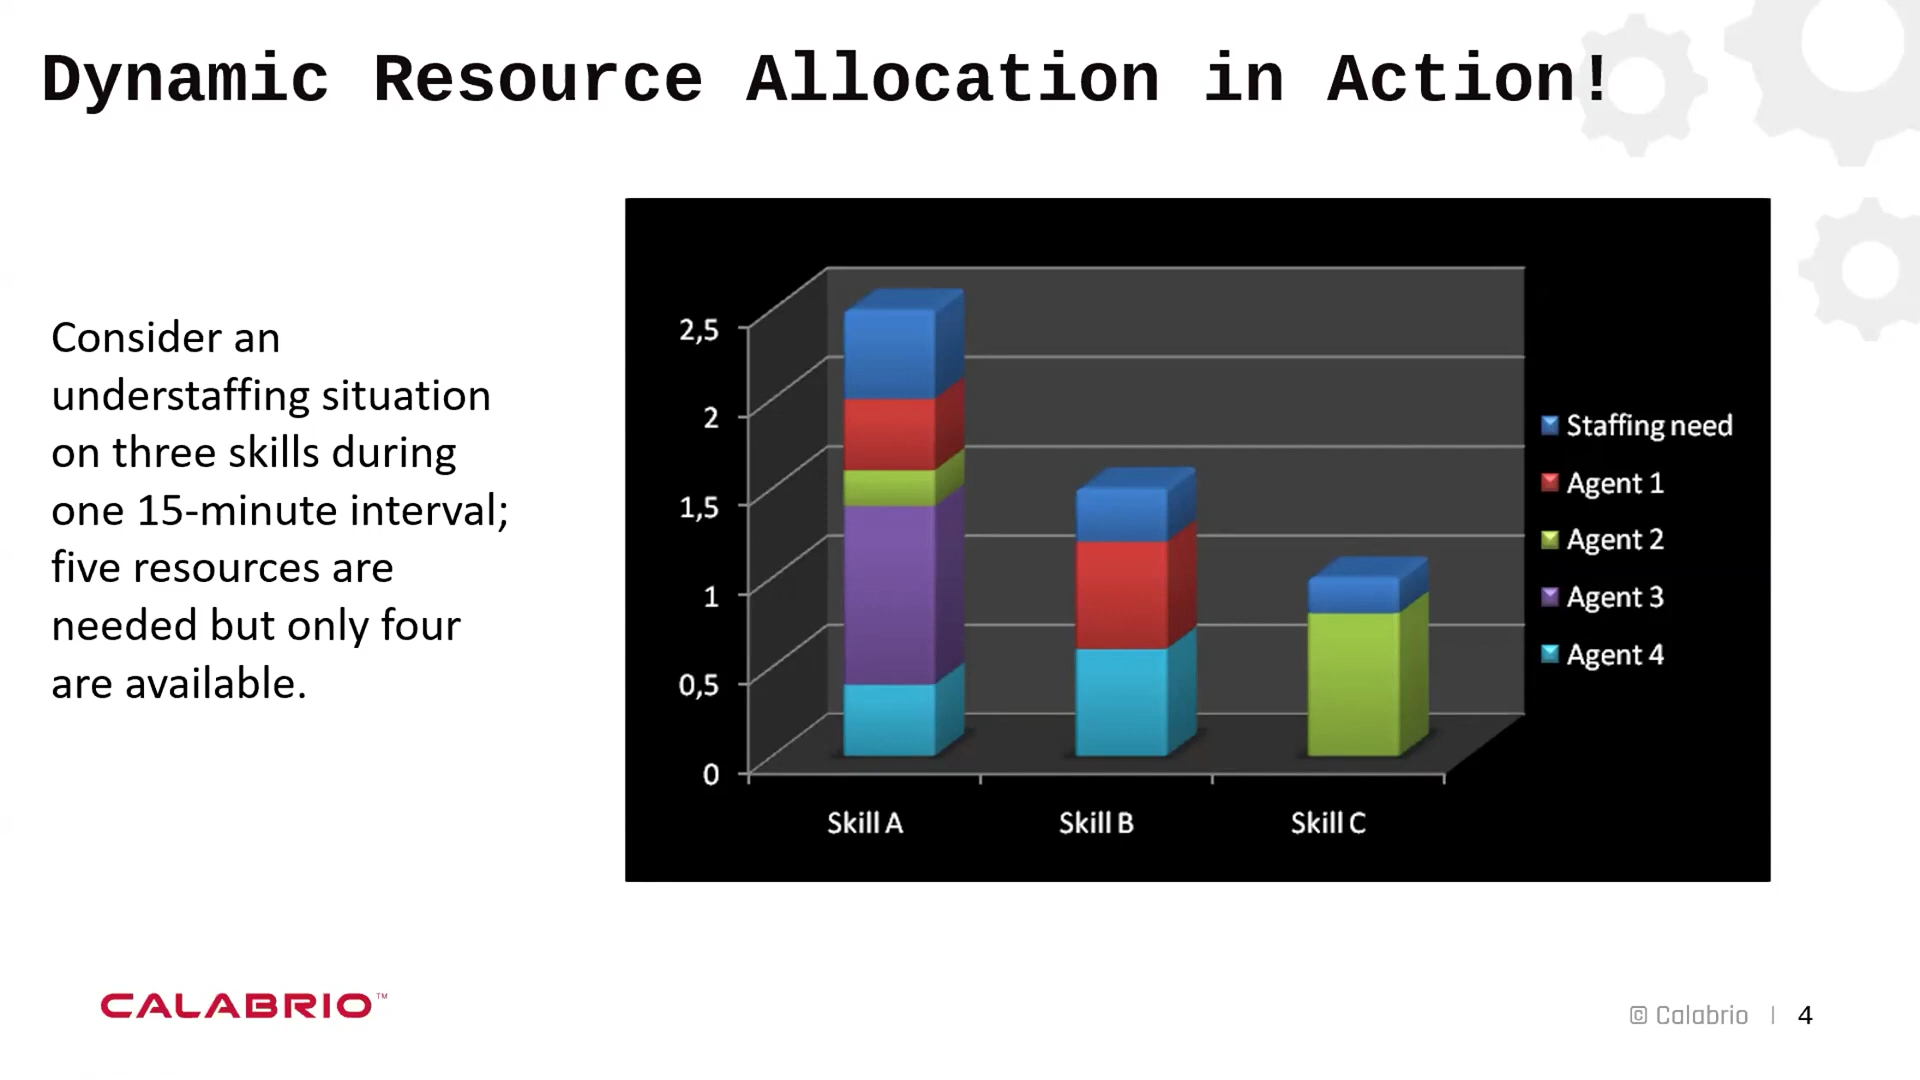 Dynamic Resource Allocation in Action!
Consider an
understaffing situation
on three skills during
one 15-minute interval;
five resources are
needed but only four
are available.
2,5
2
1,5
1
0,5
0
Skill A
Skill B
Skill C
Staffing need
Agent 1
Agent 2
Agent 3
Agent 4
CALABRIO™
© Calabrio | 4